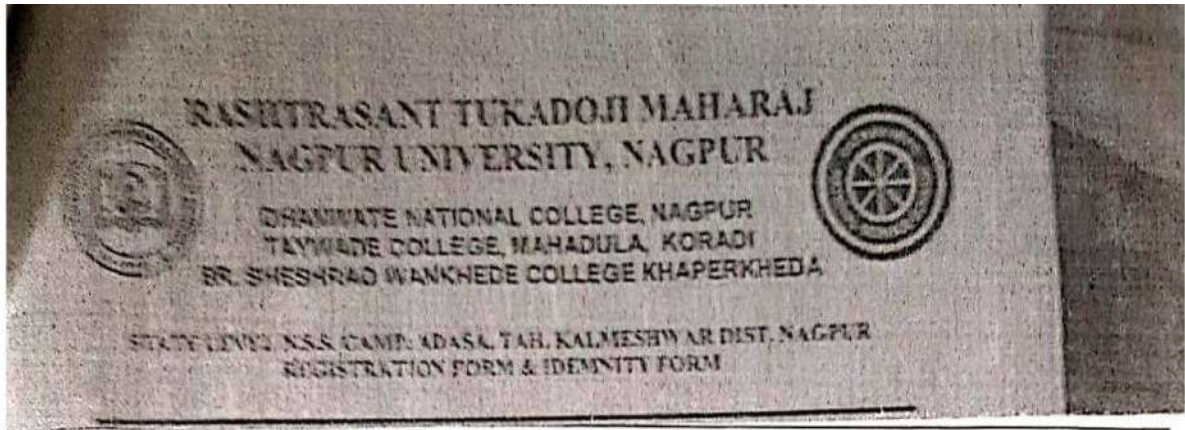 RASHTRASANT TUKADOJI MAHARAJ
NAGPUR UNIVERSITY, NAGPUR
DHANWATE NATIONAL COLLEGE, NAGPUR
TAYWADE COLLEGE, MAHADULA, KORADI
BR. SHESHRAO WANKHEDE COLLEGE KHAPERKHEDA
STATE LEVEL N.S.S. CAMP: ADASA, TAH. KALMESHWAR DIST. NAGPUR
REGISTRATION FORM & IDEMNITY FORM